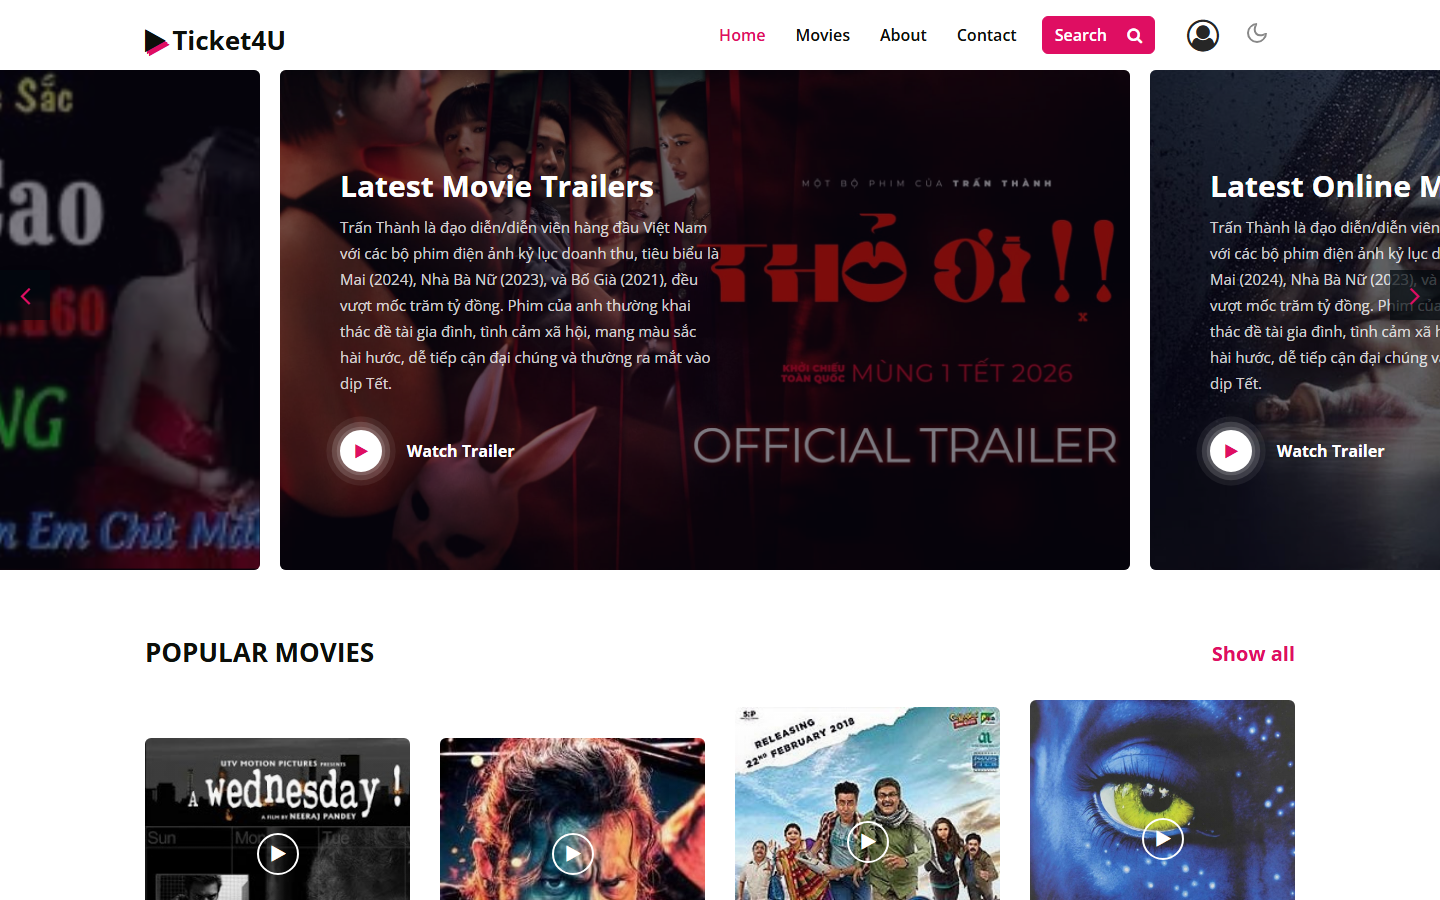 Ticket4U
Home
Movies
About
Contact
Search
Sắc
Cao
60
NG
Em Chít
Latest Movie Trailers
Trấn Thành là đạo diễn/diễn viên hàng đầu Việt Nam
với các bộ phim điện ảnh kỷ lục doanh thu, tiêu biểu là
Mai (2024), Nhà Bà Nữ (2023), và Bố Già (2021), đều
vượt mốc trăm tỷ đồng. Phim của anh thường khai
thác đề tài gia đình, tình cảm xã hội, mang màu sắc
hài hước, dễ tiếp cận đại chúng và thường ra mắt vào
dịp Tết.
Watch Trailer
MỘT BỘ PHIM CỦA TRẤN THÀNH
THỎ ƠI!!
KHỞI CHIẾU
TOÀN QUỐC
MÙNG 1 TẾT 2026
OFFICIAL TRAILER
Latest Online M
Trấn Thành là đạo diễn/diễn viên
với các bộ phim điện ảnh kỷ lục d
Mai (2024), Nhà Bà Nữ (2023), và
vượt mốc trăm tỷ đồng. Phim của
thác đề tài gia đình, tình cảm xã h
hài hước, dễ tiếp cận đại chúng v
dịp Tết.
Watch Trailer
POPULAR MOVIES
Show all
UTV MOTION PICTURES PRESENTS
A wednesday !
A FILM BY NEERAJ PANDEY
Sun
Mon
Tue
S:P
RELEASING
22ND FEBRUARY 2018